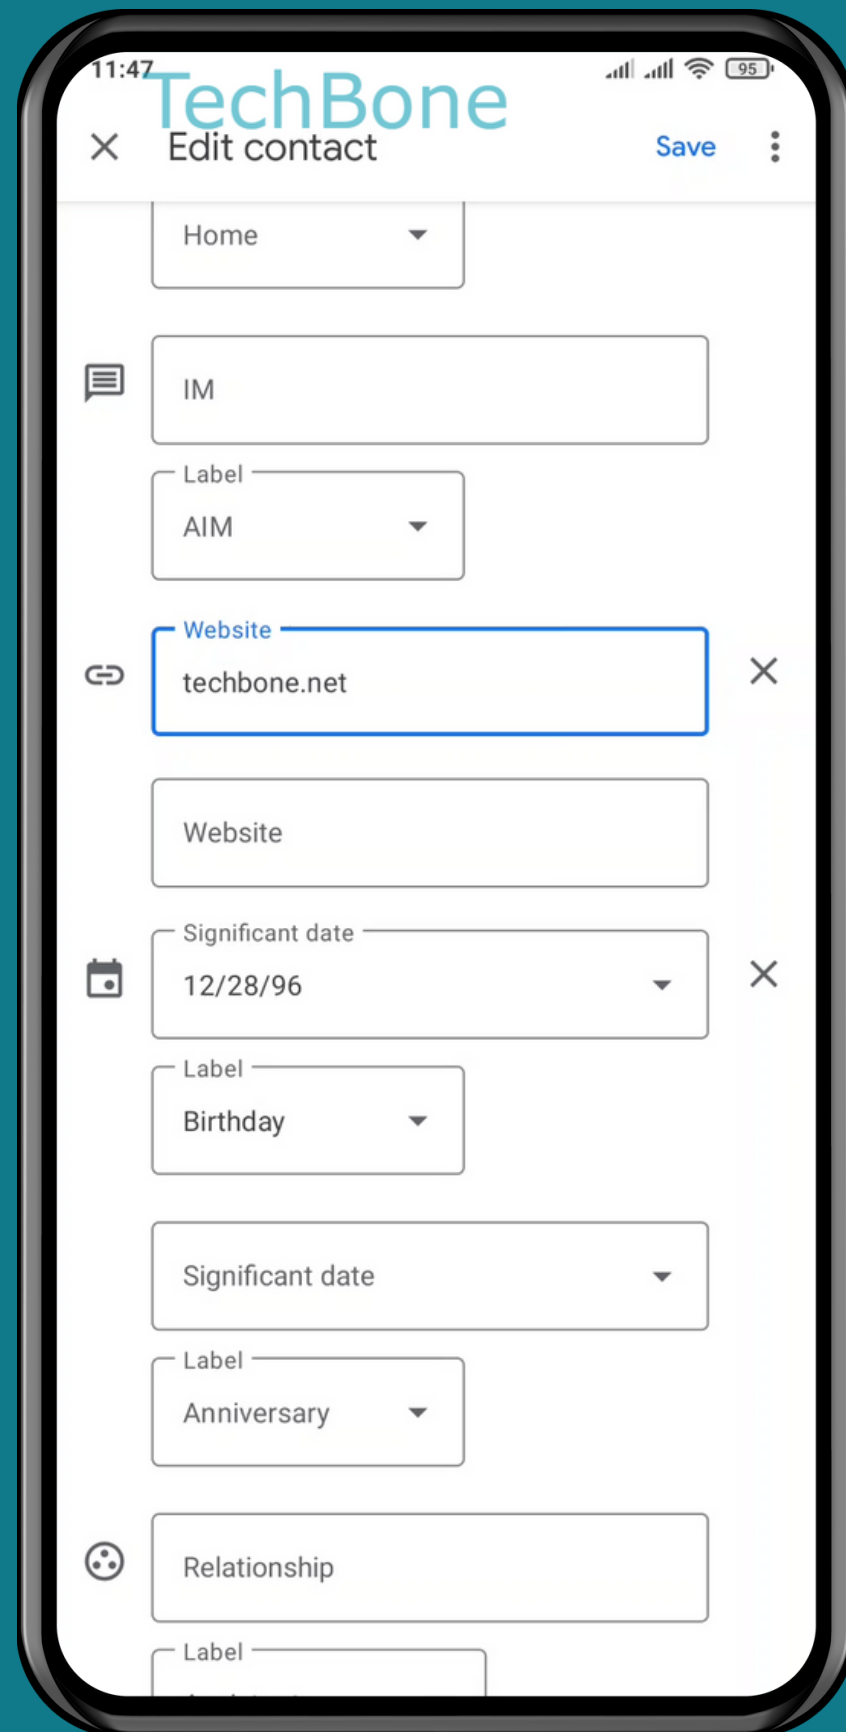 11:47
TechBone
95
Edit contact
Save
Home
IM
Label
AIM
Website
techbone.net
Website
Significant date
12/28/96
Label
Birthday
Significant date
Label
Anniversary
Relationship
Label